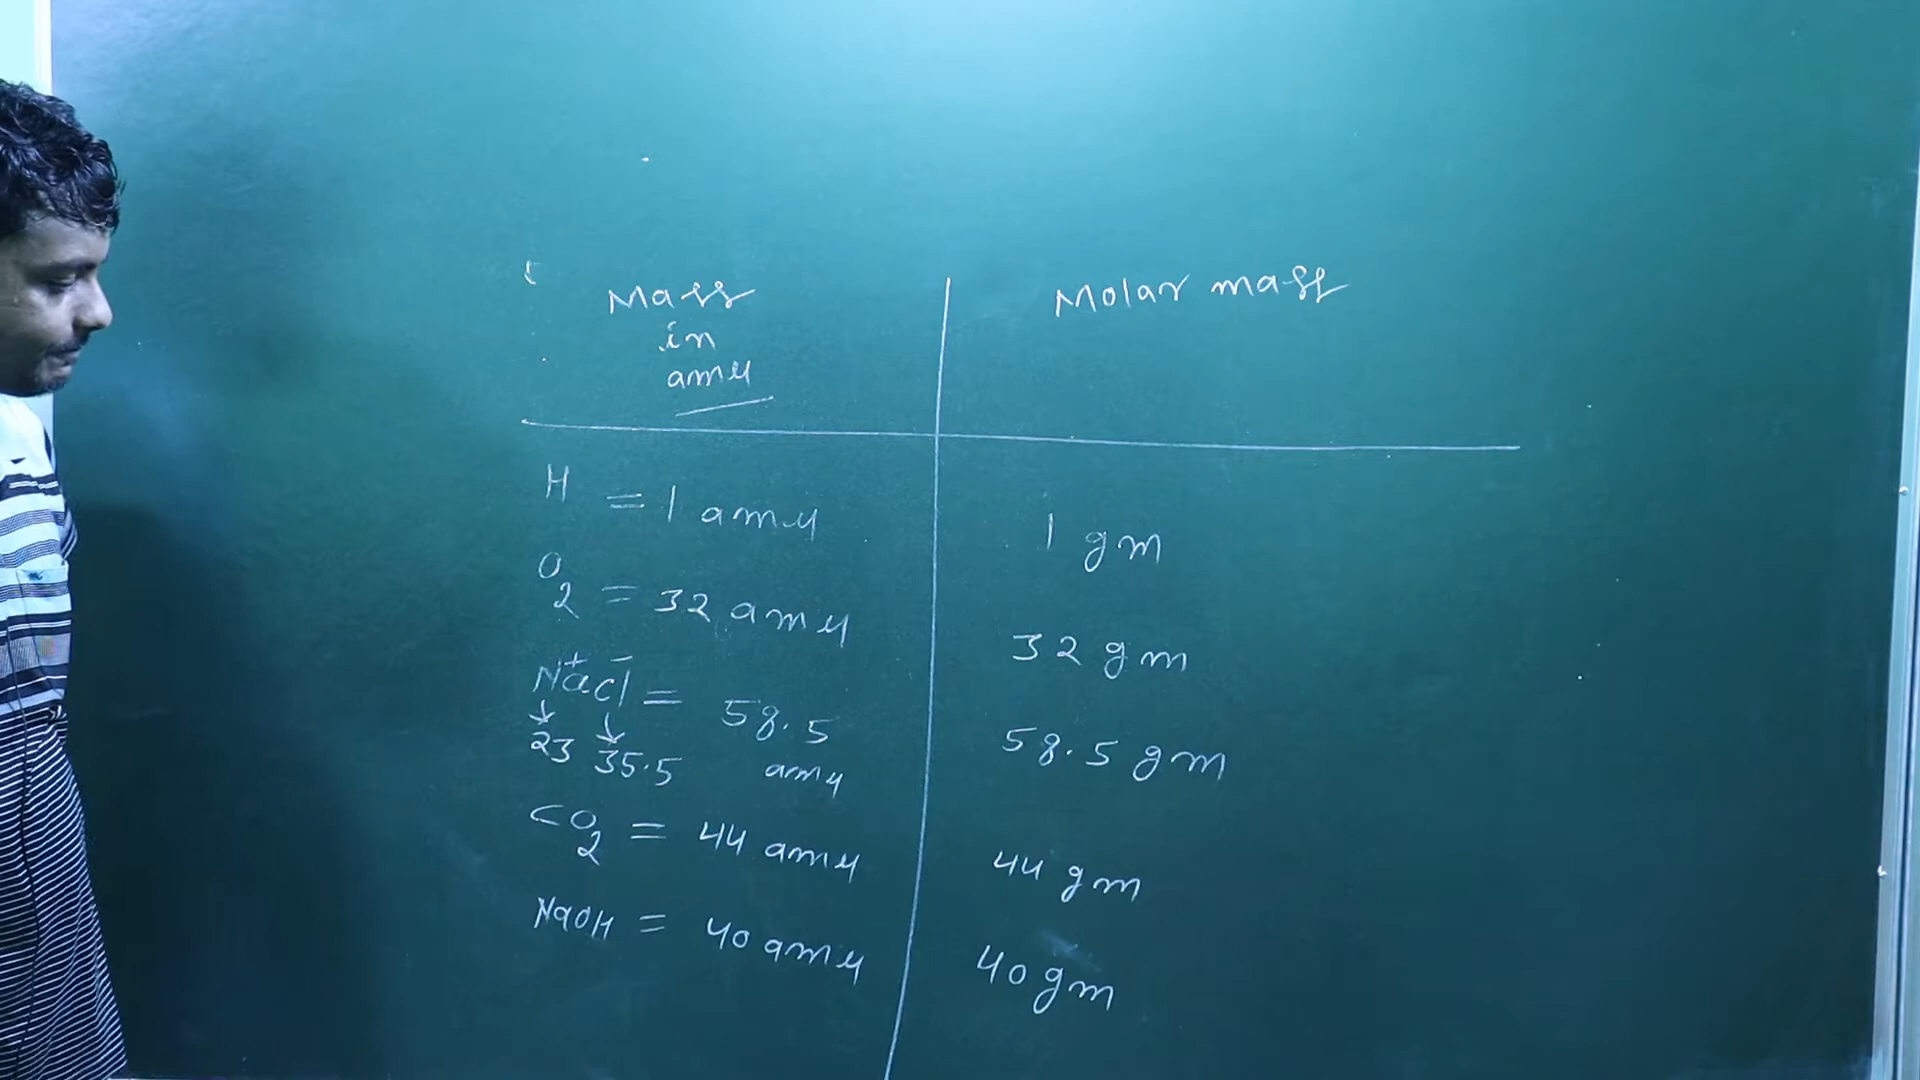 Mass
in
amu
Molar mass
H = 1 amu
1 gm
O2 = 32 amu
32 gm
Na+Cl- = 58.5
23 35.5 amu
58.5 gm
CO2 = 44 amu
44 gm
NaOH = 40 amu
40 gm